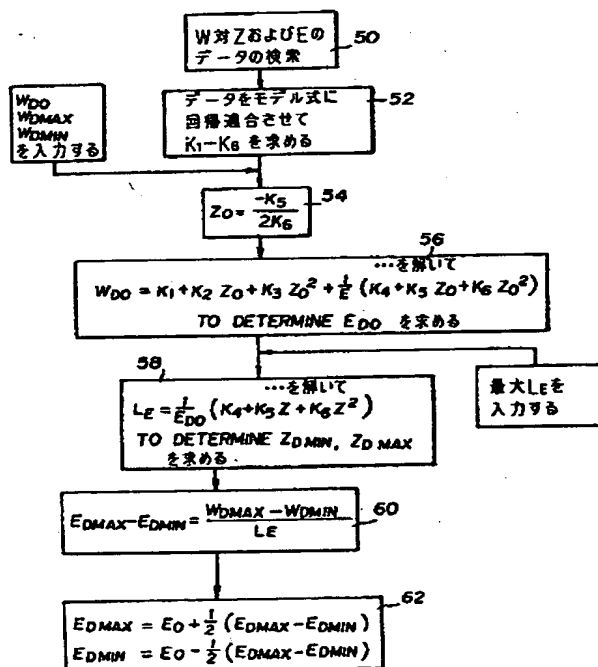 W対ZおよびEの
データの検索
50
WDO
WDMAX
WDMIN
を入力する
データをモデル式に
回帰適合させて
K1-K6 を求める
52
ZO = -K5 / 2K6
54
56
…を解いて
WDO = K1 + K2 ZO + K3 ZO² + 1/E (K4 + K5 ZO + K6 ZO²)
TO DETERMINE EDO を求める
58
…を解いて
LE = 1/EDO (K4 + K5 Z + K6 Z²)
TO DETERMINE ZDMIN, ZDMAX
を求める
最大LEを
入力する
EDMAX - EDMIN = WDMAX - WDMIN / LE
60
62
EDMAX = EO + 1/2 (EDMAX - EDMIN)
EDMIN = EO - 1/2 (EDMAX - EDMIN)